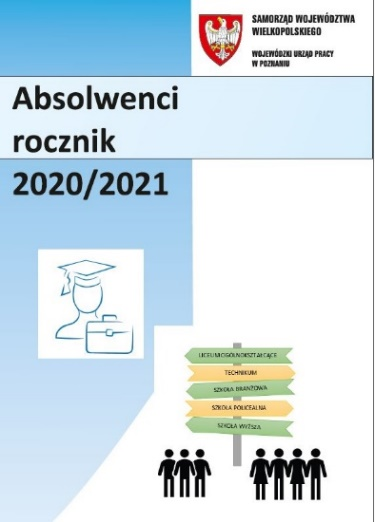 SAMORZĄD WOJEWÓDZTWA
WIELKOPOLSKIEGO
WOJEWÓDZKI URZĄD PRACY
W POZNANIU
Absolwenci
rocznik
2020/2021
LICEUM OGÓLNOKSZTAŁCĄCE
TECHNIKUM
SZKOŁA BRANŻOWA
SZKOŁA POLICEALNA
SZKOŁA WYŻSZA